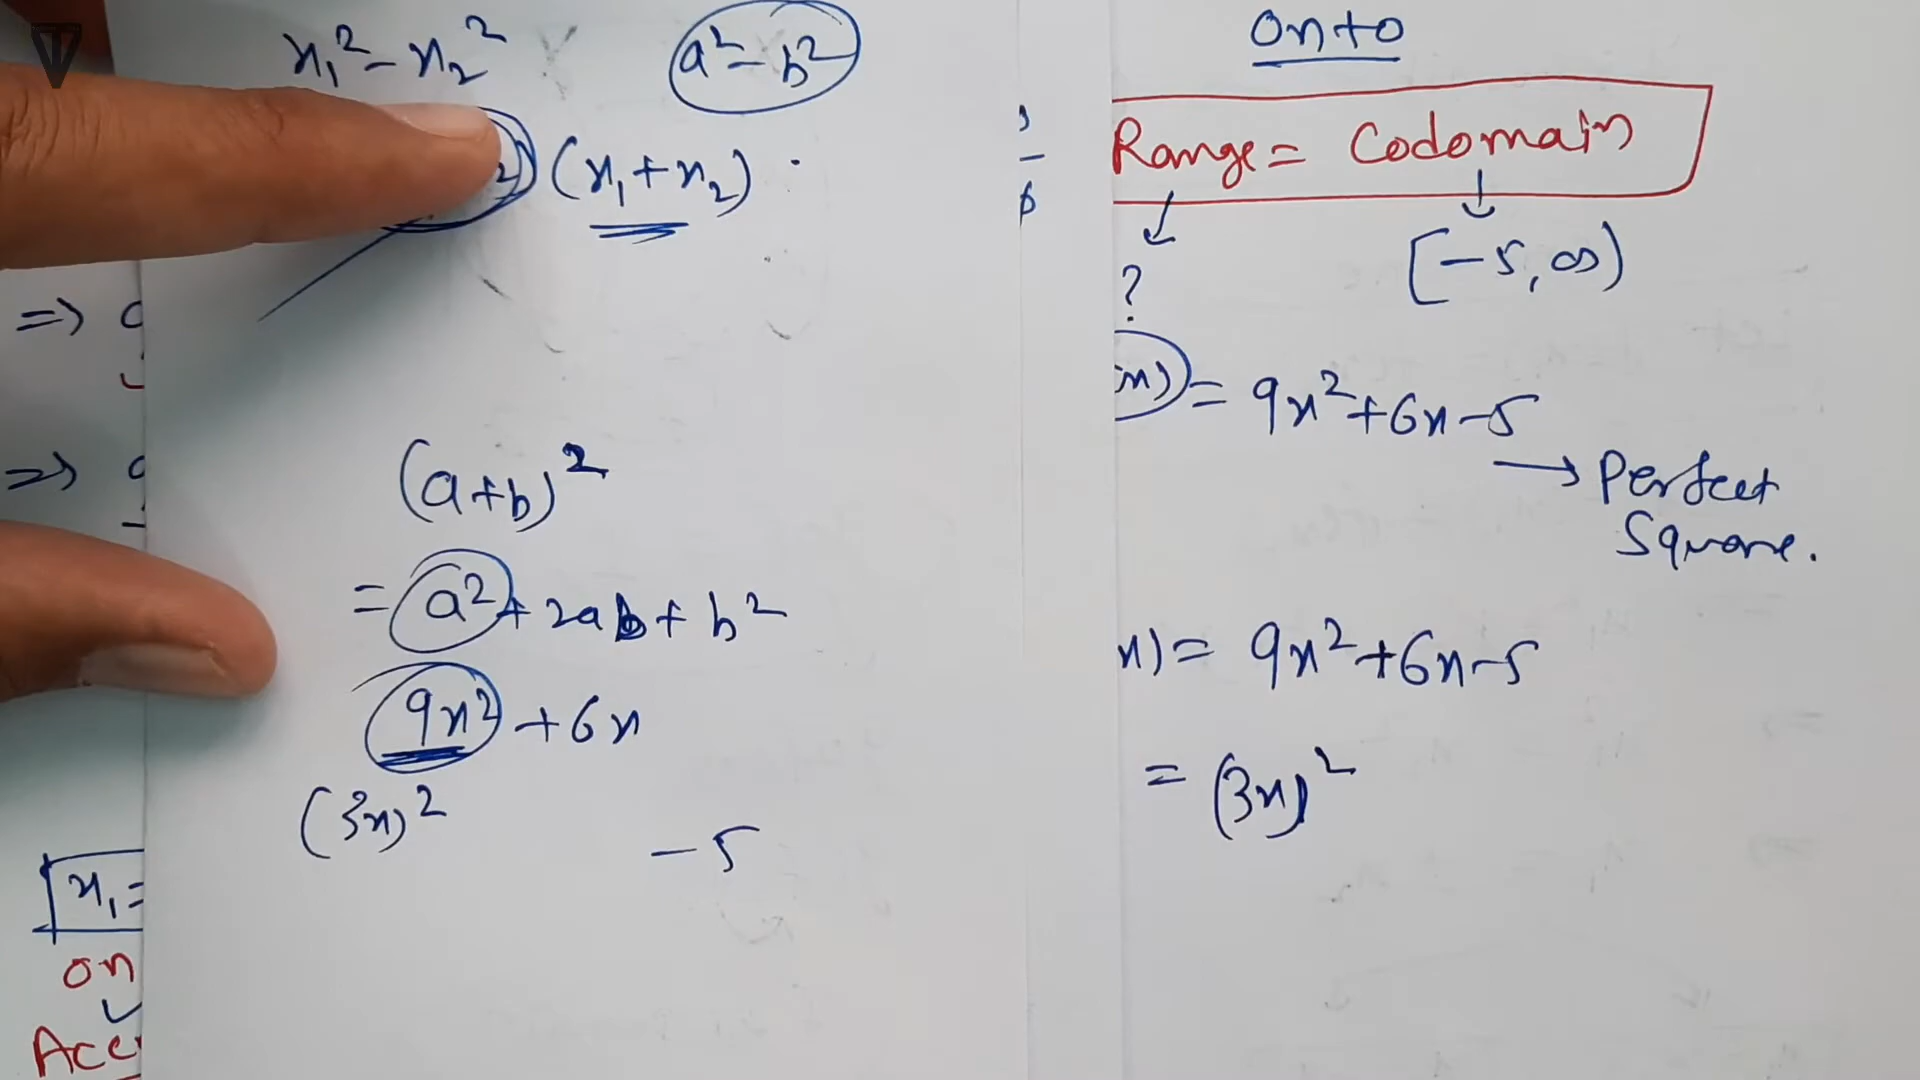 x₁² - x₂²
a² - b²
₂) (x₁ + x₂) .
=>
=>
(a+b)²
= a² + 2ab + b²
9x² + 6x
(3x)²
- 5
x₁ =
on
Acc
onto
Range = Codomain
?
[-5, ∞)
x) = 9x² + 6x - 5
→ Perfect
Square.
x) = 9x² + 6x - 5
= (3x)²